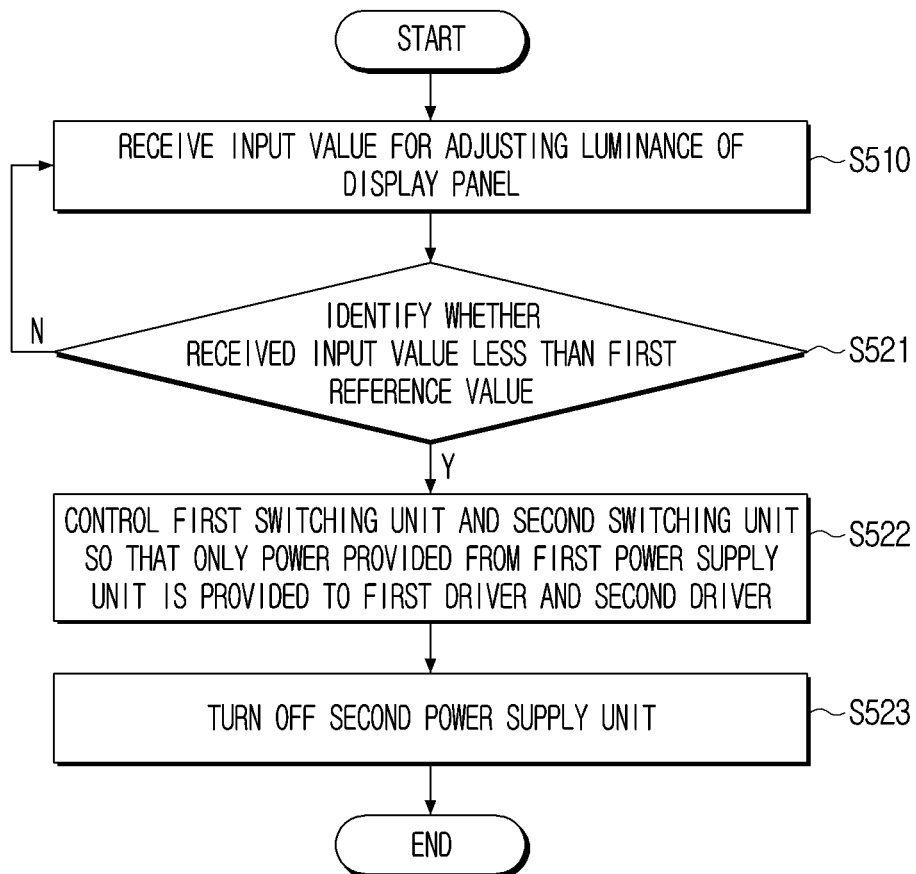 START
RECEIVE INPUT VALUE FOR ADJUSTING LUMINANCE OF
DISPLAY PANEL
S510
IDENTIFY WHETHER
RECEIVED INPUT VALUE LESS THAN FIRST
REFERENCE VALUE
S521
N
Y
CONTROL FIRST SWITCHING UNIT AND SECOND SWITCHING UNIT
SO THAT ONLY POWER PROVIDED FROM FIRST POWER SUPPLY
UNIT IS PROVIDED TO FIRST DRIVER AND SECOND DRIVER
S522
TURN OFF SECOND POWER SUPPLY UNIT
S523
END